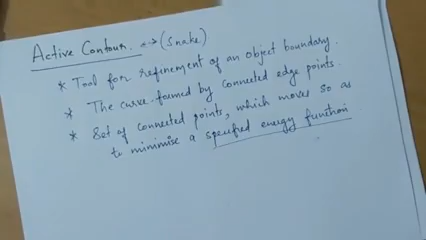 Active Contour. <-> (Snake)
* Tool for refinement of an object boundary.
* The curve formed by connected edge points.
* Set of connected points, which moves so as
to minimise a specified energy function